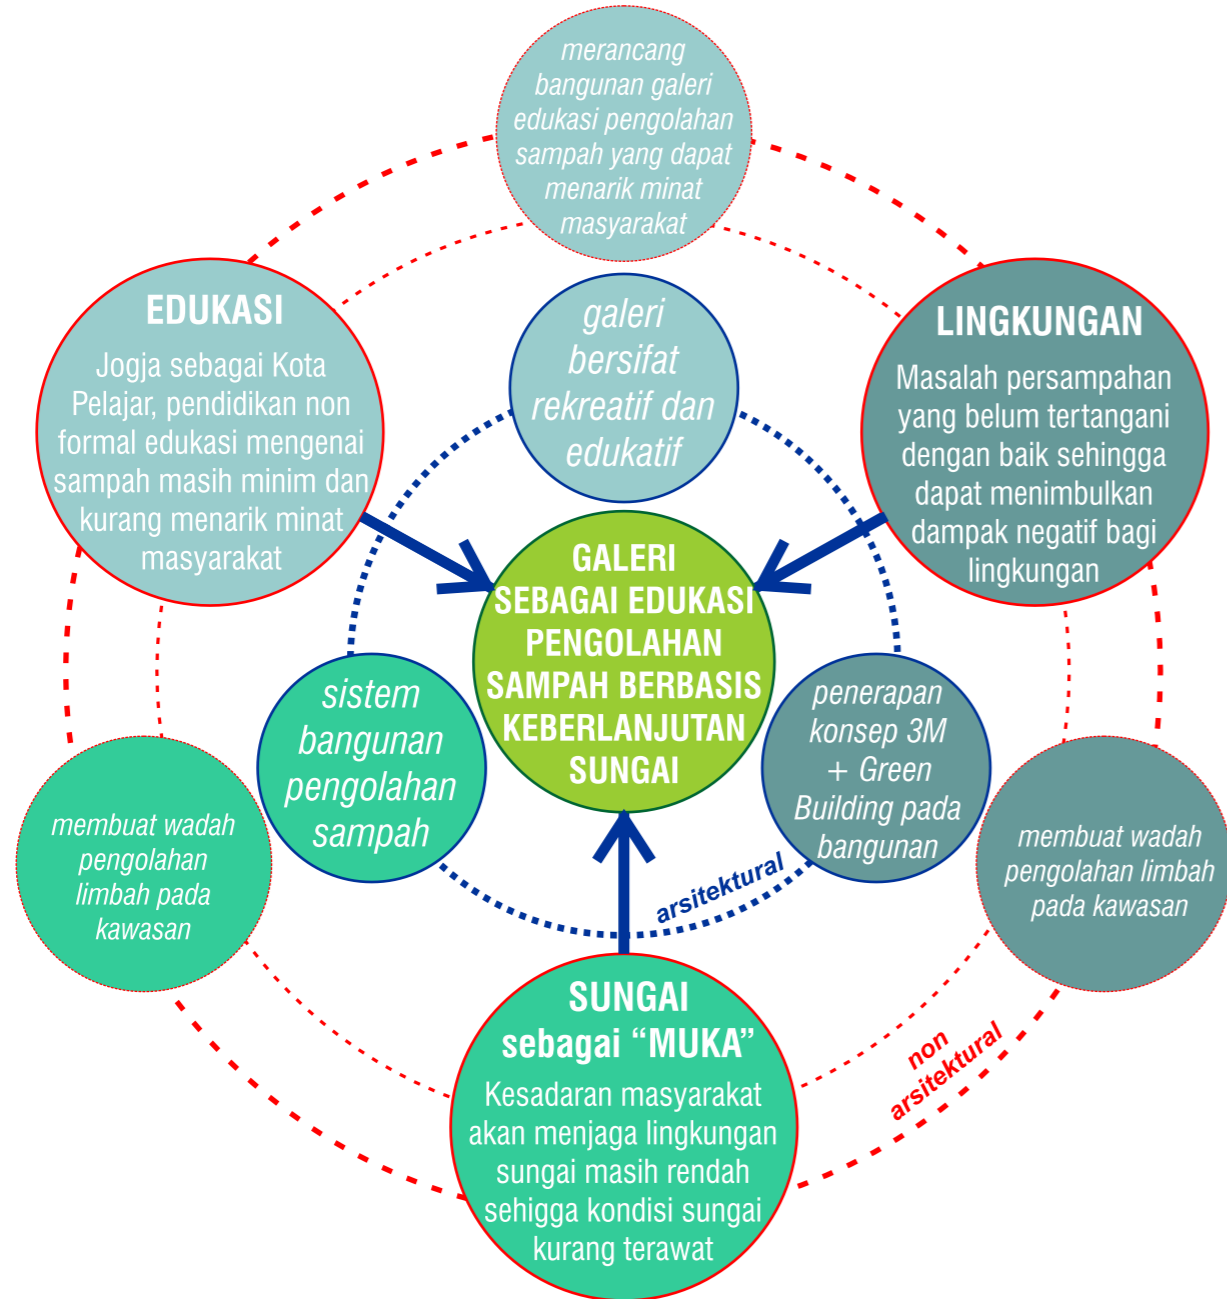 merancang
bangunan galeri
edukasi pengolahan
sampah yang dapat
menarik minat
masyarakat
EDUKASI
Jogja sebagai Kota
Pelajar, pendidikan non
formal edukasi mengenai
sampah masih minim dan
kurang menarik minat
masyarakat
galeri
bersifat
rekreatif dan
edukatif
LINGKUNGAN
Masalah persampahan
yang belum tertangani
dengan baik sehingga
dapat menimbulkan
dampak negatif bagi
lingkungan
GALERI
SEBAGAI EDUKASI
PENGOLAHAN
SAMPAH BERBASIS
KEBERLANJUTAN
SUNGAI
sistem
bangunan
pengolahan
sampah
penerapan
konsep 3M
+ Green
Building pada
bangunan
membuat wadah
pengolahan
limbah pada
kawasan
membuat wadah
pengolahan limbah
pada kawasan
arsitektural
SUNGAI
sebagai “MUKA”
Kesadaran masyarakat
akan menjaga lingkungan
sungai masih rendah
sehigga kondisi sungai
kurang terawat
non
arsitektural